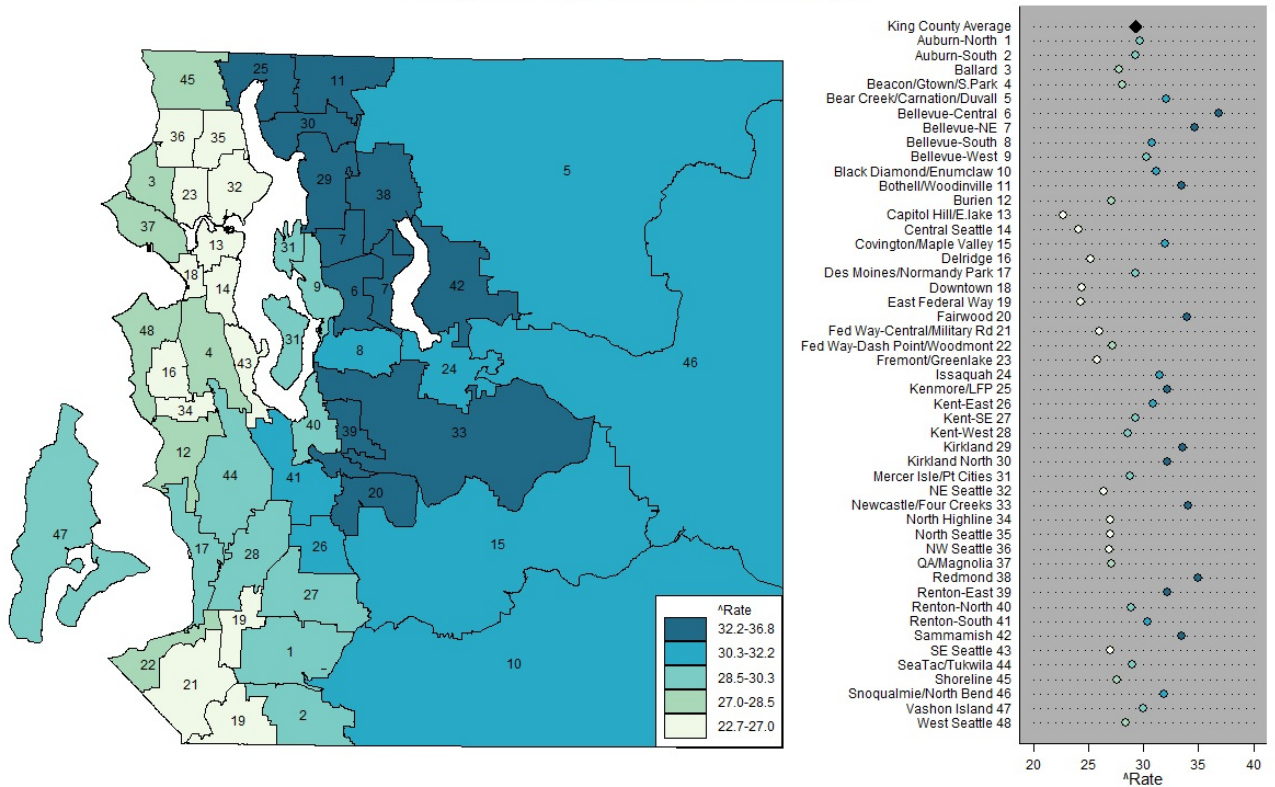 45
25
11
36
35
30
3
23
32
29
38
5
37
13
31
7
18
14
9
6
7
42
46
48
4
31
8
16
43
24
34
40
39
33
12
44
41
20
47
17
28
26
15
27
19
1
10
22
21
19
2
^Rate
32.2-36.8
30.3-32.2
28.5-30.3
27.0-28.5
22.7-27.0
King County Average
Auburn-North 1
Auburn-South 2
Ballard 3
Beacon/Gtown/S.Park 4
Bear Creek/Carnation/Duvall 5
Bellevue-Central 6
Bellevue-NE 7
Bellevue-South 8
Bellevue-West 9
Black Diamond/Enumclaw 10
Bothell/Woodinville 11
Burien 12
Capitol Hill/E.lake 13
Central Seattle 14
Covington/Maple Valley 15
Delridge 16
Des Moines/Normandy Park 17
Downtown 18
East Federal Way 19
Fairwood 20
Fed Way-Central/Military Rd 21
Fed Way-Dash Point/Woodmont 22
Fremont/Greenlake 23
Issaquah 24
Kenmore/LFP 25
Kent-East 26
Kent-SE 27
Kent-West 28
Kirkland 29
Kirkland North 30
Mercer Isle/Pt Cities 31
NE Seattle 32
Newcastle/Four Creeks 33
North Highline 34
North Seattle 35
NW Seattle 36
QA/Magnolia 37
Redmond 38
Renton-East 39
Renton-North 40
Renton-South 41
Sammamish 42
SE Seattle 43
SeaTac/Tukwila 44
Shoreline 45
Snoqualmie/North Bend 46
Vashon Island 47
West Seattle 48
20 25 30 35 40
^Rate